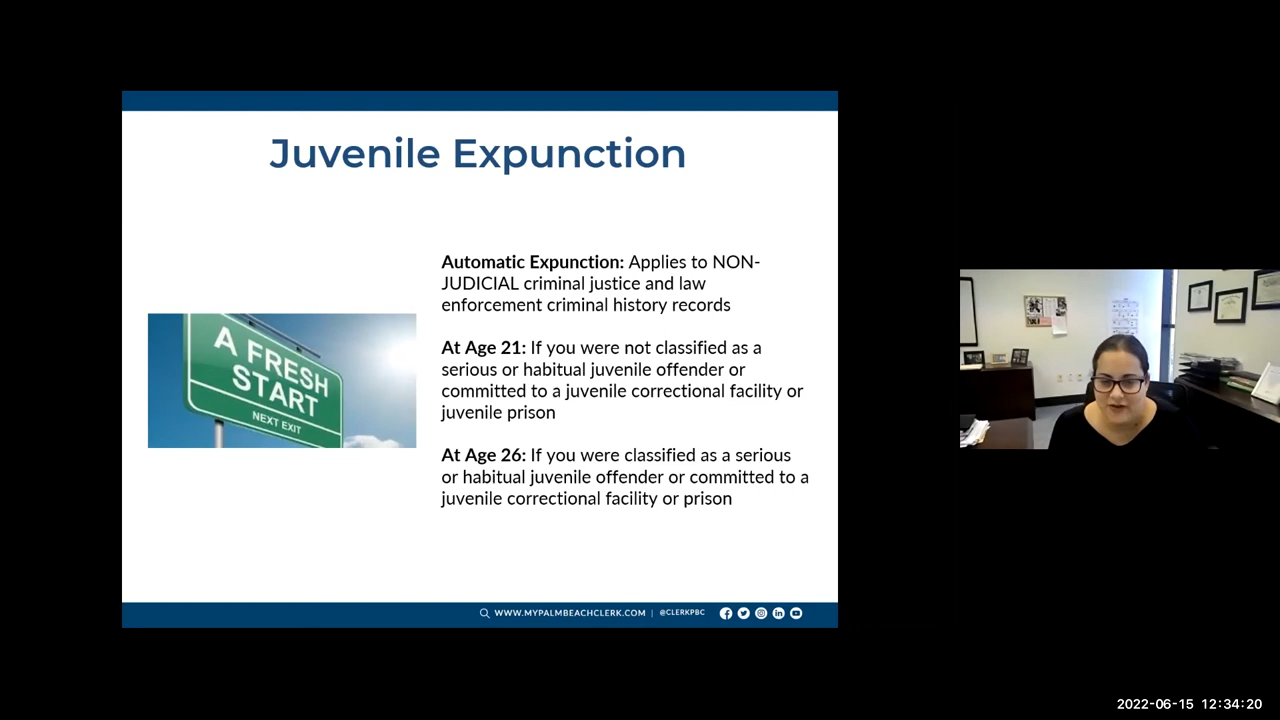 Juvenile Expunction
A FRESH
START
NEXT EXIT
Automatic Expunction: Applies to NON-
JUDICIAL criminal justice and law
enforcement criminal history records
At Age 21: If you were not classified as a
serious or habitual juvenile offender or
committed to a juvenile correctional facility or
juvenile prison
At Age 26: If you were classified as a serious
or habitual juvenile offender or committed to a
juvenile correctional facility or prison
WWW.MYPALMBEACHCLERK.COM | @CLERKPBC
2022-06-15 12:34:20